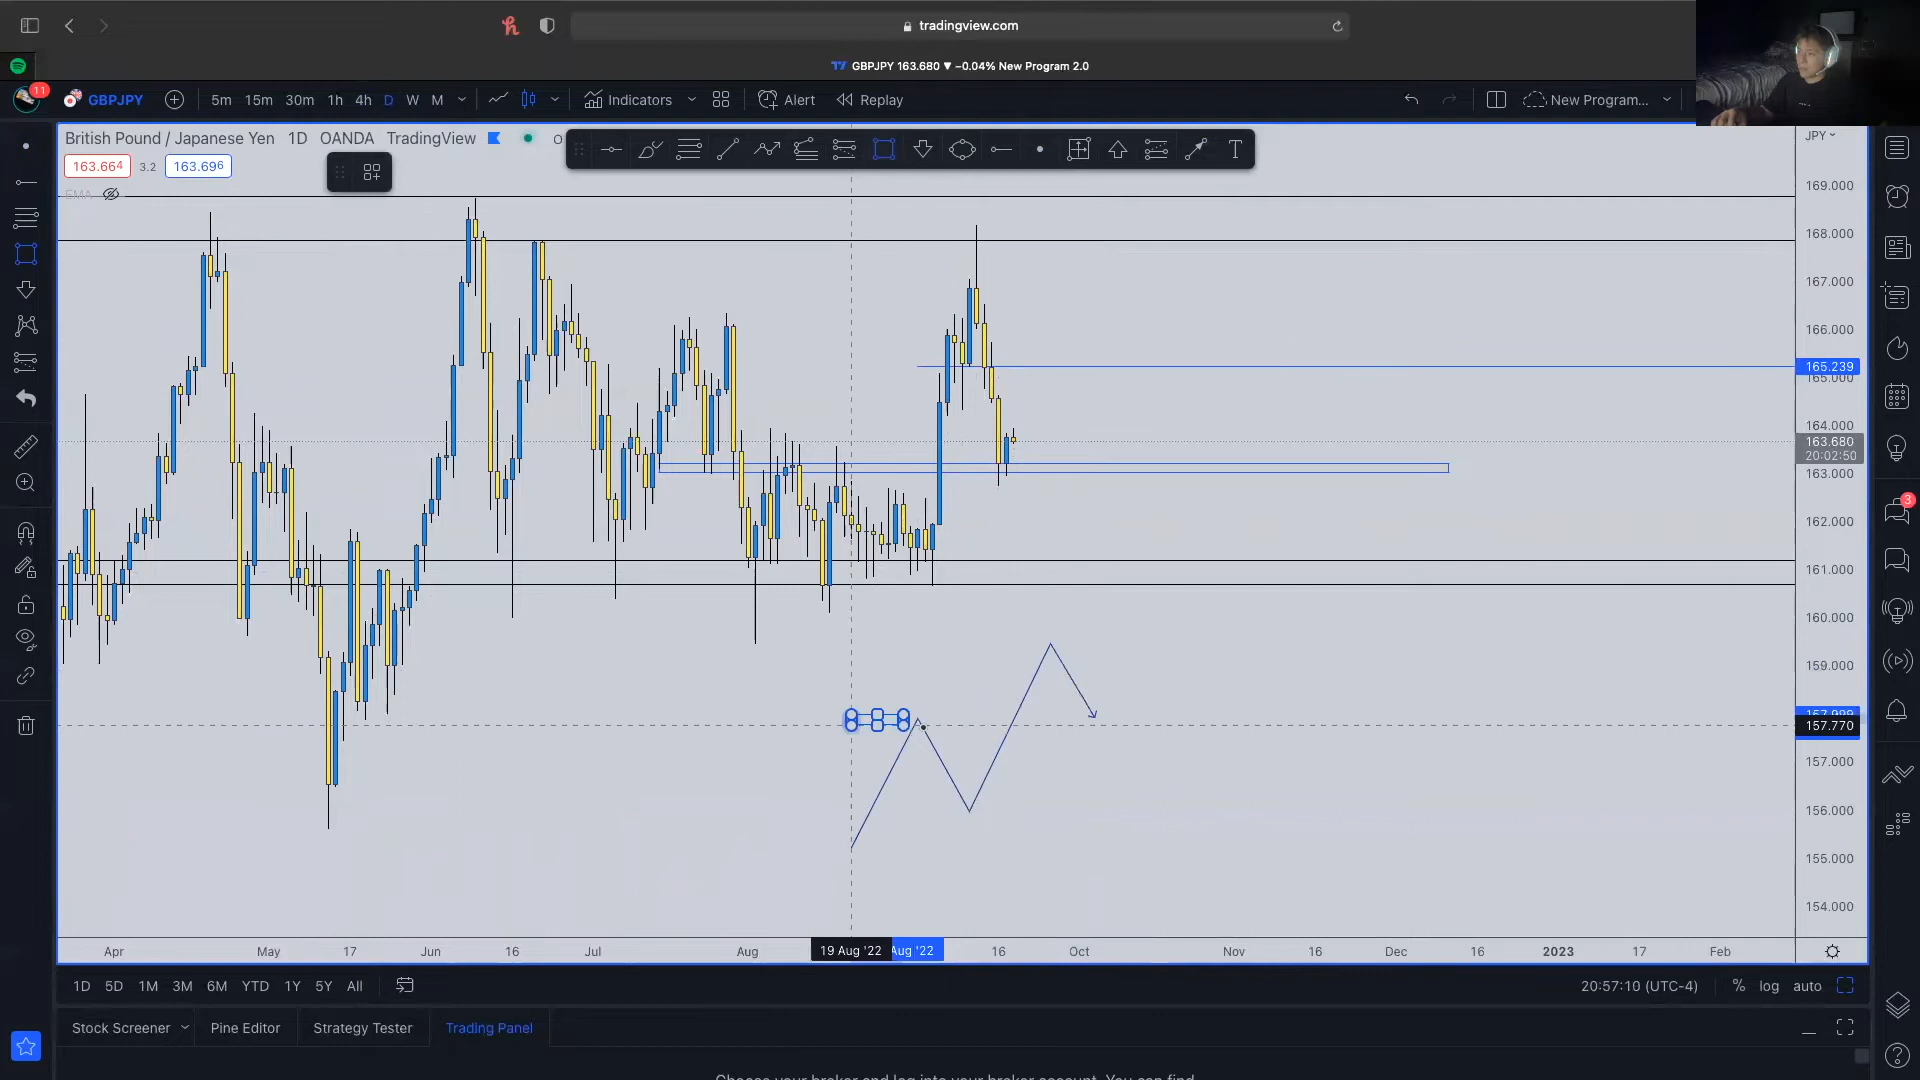 tradingview.com
GBPJPY 163.680 ▼ −0.04% New Program 2.0
11
GBPJPY 5m 15m 30m 1h 4h D W M Indicators Alert Replay New Program...
British Pound / Japanese Yen 1D OANDA TradingView O
JPY
163.664 3.2 163.696
EMA
169.000
168.000
167.000
166.000
165.239
165.000
164.000
163.680
20:02:50
163.000
162.000
161.000
160.000
159.000
157.770
157.000
156.000
155.000
154.000
3
Apr May 17 Jun 16 Jul Aug 19 Aug '22 Aug '22 16 Oct Nov 16 Dec 16 2023 17 Feb
1D 5D 1M 3M 6M YTD 1Y 5Y All 20:57:10 (UTC-4) % log auto
Stock Screener Pine Editor Strategy Tester Trading Panel